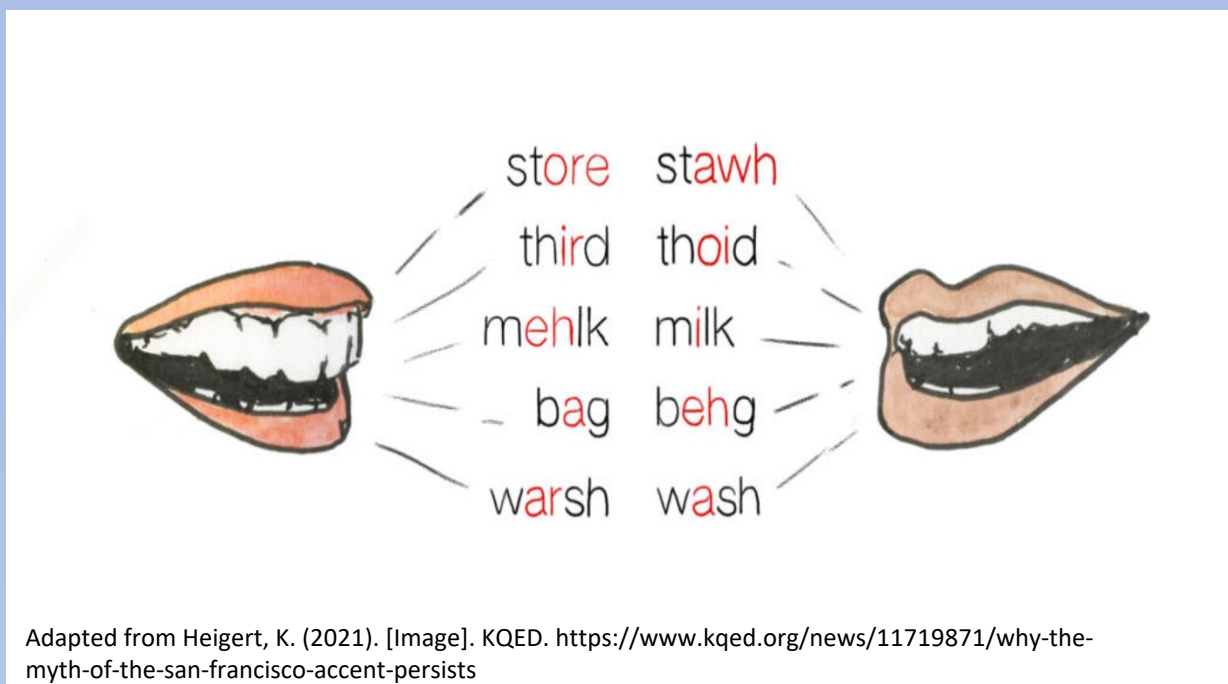 store stawh
third thoid
mehlk milk
bag behg
warsh wash
Adapted from Heigert, K. (2021). [Image]. KQED. https://www.kqed.org/news/11719871/why-the-
myth-of-the-san-francisco-accent-persists